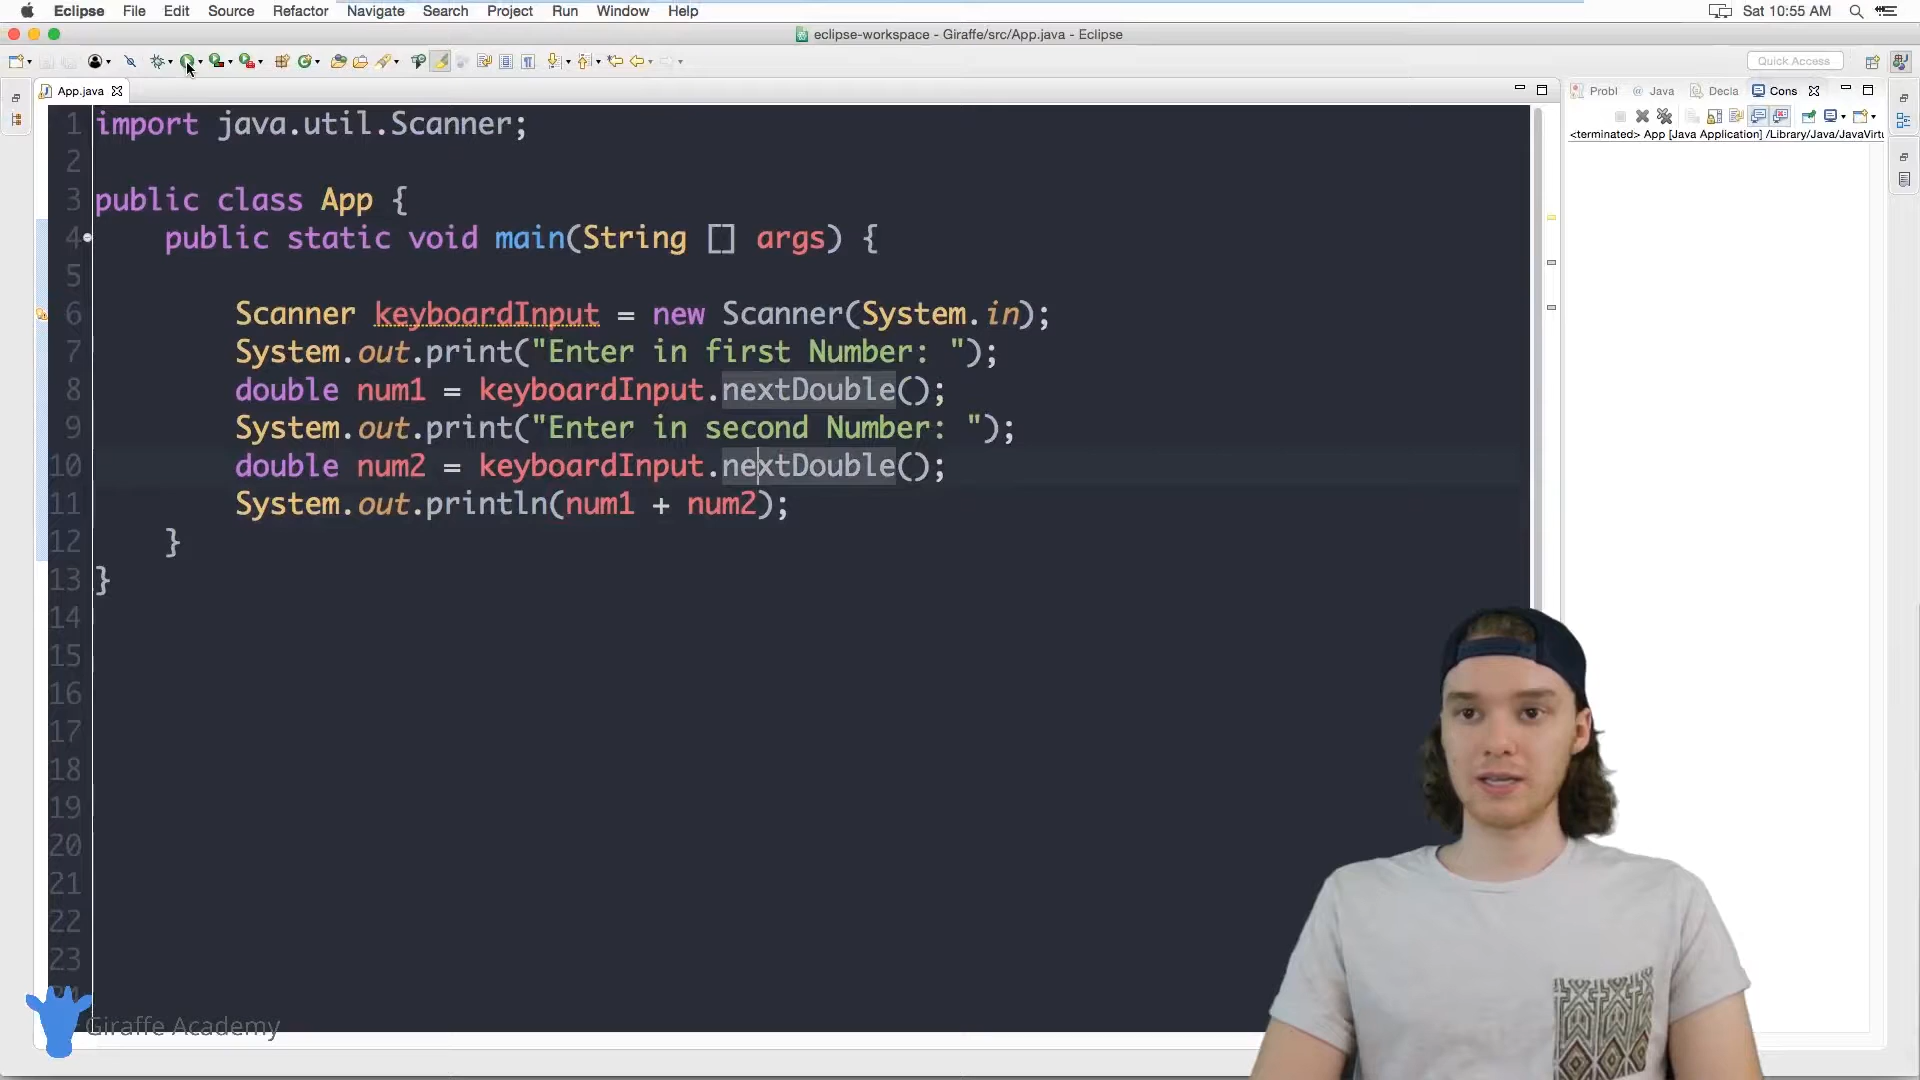 Eclipse File Edit Source Refactor Navigate Search Project Run Window Help Sat 10:55 AM
eclipse-workspace - Giraffe/src/App.java - Eclipse
Quick Access
App.java
Probl Java Decla Cons
<terminated> App [Java Application] /Library/Java/JavaVirtu
1 import java.util.Scanner;
2
3 public class App {
4 public static void main(String [] args) {
5
6 Scanner keyboardInput = new Scanner(System.in);
7 System.out.print("Enter in first Number: ");
8 double num1 = keyboardInput.nextDouble();
9 System.out.print("Enter in second Number: ");
10 double num2 = keyboardInput.nextDouble();
11 System.out.println(num1 + num2);
12 }
13 }
14
15
16
17
18
19
20
21
22
23
Giraffe Academy